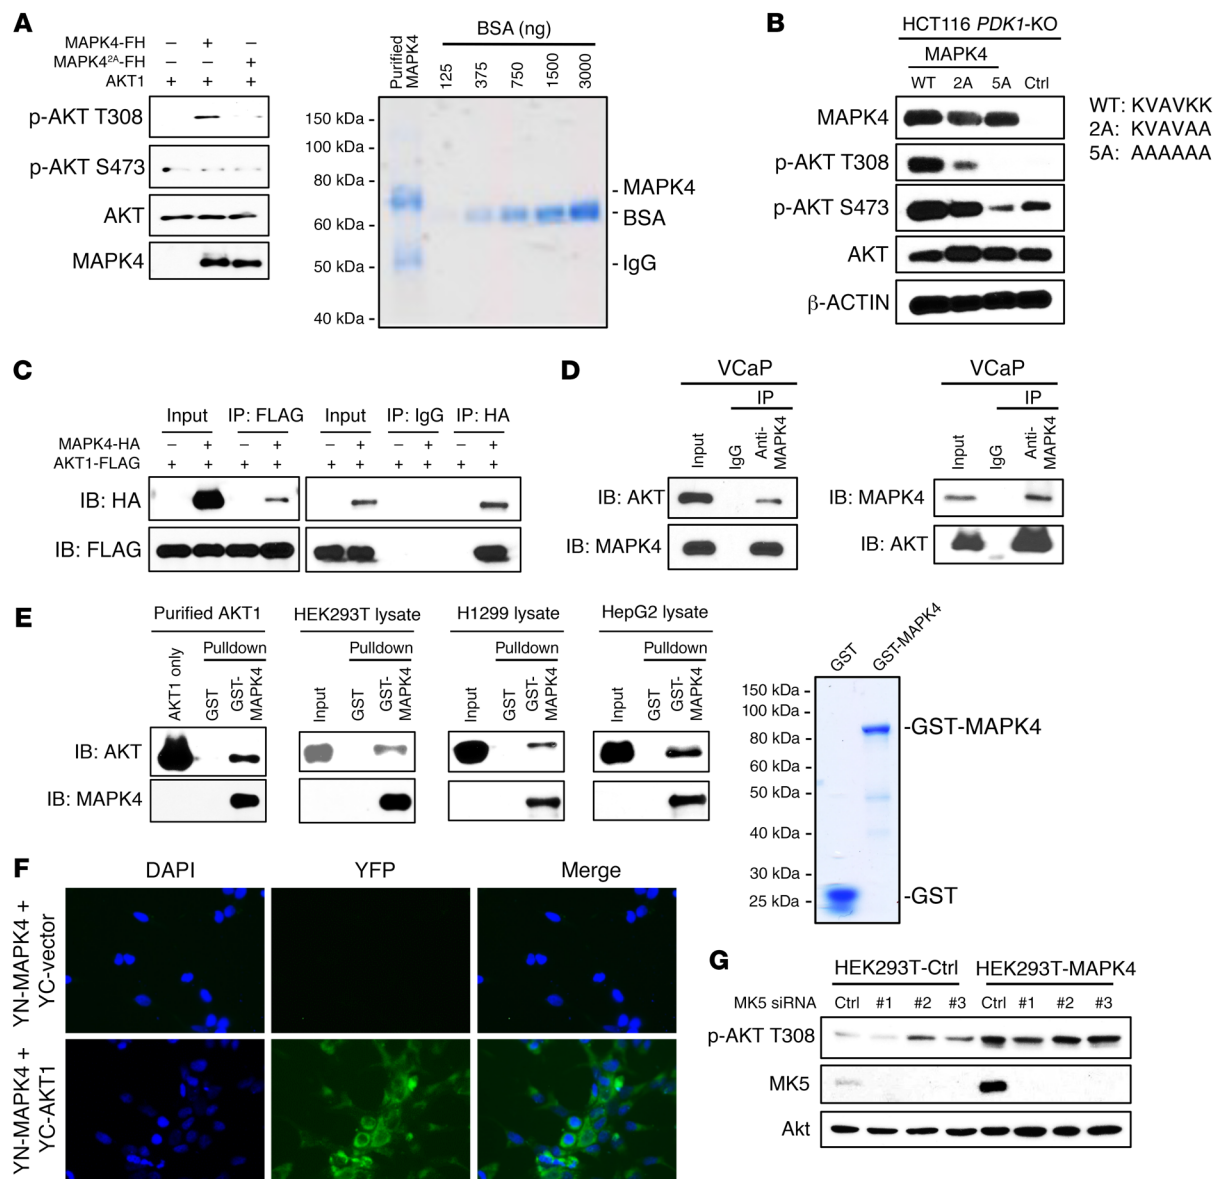 A
MAPK4-FH – + –
MAPK4²ᴬ-FH – – +
AKT1 + + +
p-AKT T308
p-AKT S473
AKT
MAPK4
BSA (ng)
Purified
MAPK4
125
375
750
1500
3000
150 kDa -
100 kDa -
80 kDa -
60 kDa -
50 kDa -
40 kDa -
- MAPK4
- BSA
-IgG
B
HCT116 PDK1-KO
MAPK4
WT 2A 5A Ctrl
MAPK4
p-AKT T308
p-AKT S473
AKT
β-ACTIN
WT: KVAVKK
2A: KVAVAA
5A: AAAAAA
C
Input IP: FLAG Input IP: IgG IP: HA
MAPK4-HA – + – + – + – + – +
AKT1-FLAG + + + + + + + + + +
IB: HA
IB: FLAG
D
VCaP
IP
Input
IgG
Anti-
MAPK4
IB: AKT
IB: MAPK4
VCaP
IP
Input
IgG
Anti-
MAPK4
IB: MAPK4
IB: AKT
E
Purified AKT1
Pulldown
AKT1 only
GST
GST-
MAPK4
HEK293T lysate
Pulldown
Input
GST
GST-
MAPK4
H1299 lysate
Pulldown
Input
GST
GST-
MAPK4
HepG2 lysate
Pulldown
Input
GST
GST-
MAPK4
IB: AKT
IB: MAPK4
GST
GST-MAPK4
150 kDa -
100 kDa -
80 kDa -
60 kDa -
50 kDa -
40 kDa -
30 kDa -
25 kDa -
-GST-MAPK4
-GST
F
DAPI YFP Merge
YN-MAPK4 +
YC-vector
YN-MAPK4 +
YC-AKT1
G
HEK293T-Ctrl HEK293T-MAPK4
MK5 siRNA Ctrl #1 #2 #3 Ctrl #1 #2 #3
p-AKT T308
MK5
Akt